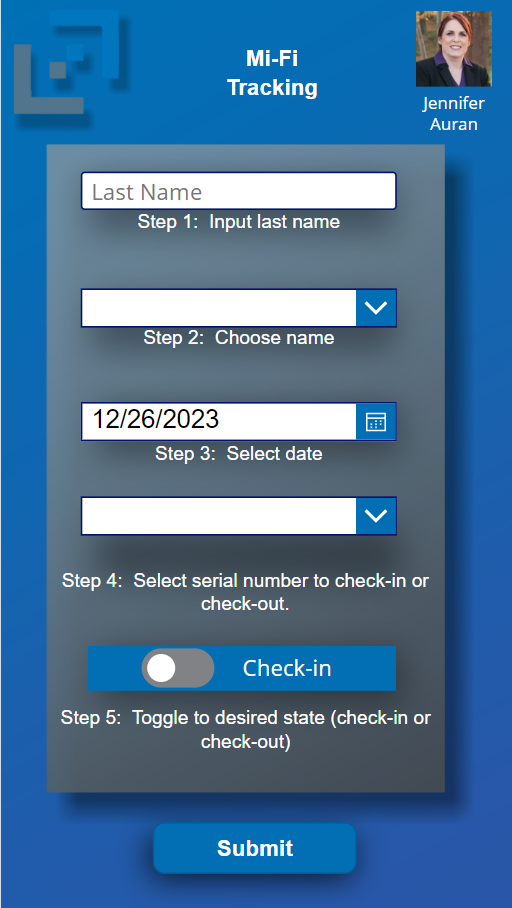 Mi-Fi
Tracking
Jennifer
Auran
Last Name
Step 1:  Input last name
Step 2:  Choose name
12/26/2023
Step 3:  Select date
Step 4:  Select serial number to check-in or
check-out.
Check-in
Step 5:  Toggle to desired state (check-in or
check-out)
Submit